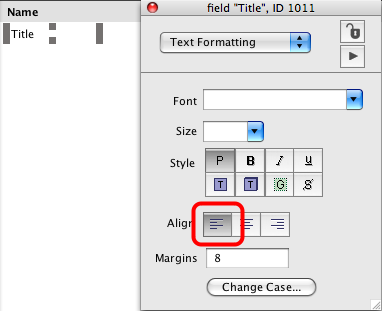 Name
Title
field "Title", ID 1011
Text Formatting
Font
Size
Style
P B I U
T T G S
Align
Margins 8
Change Case...